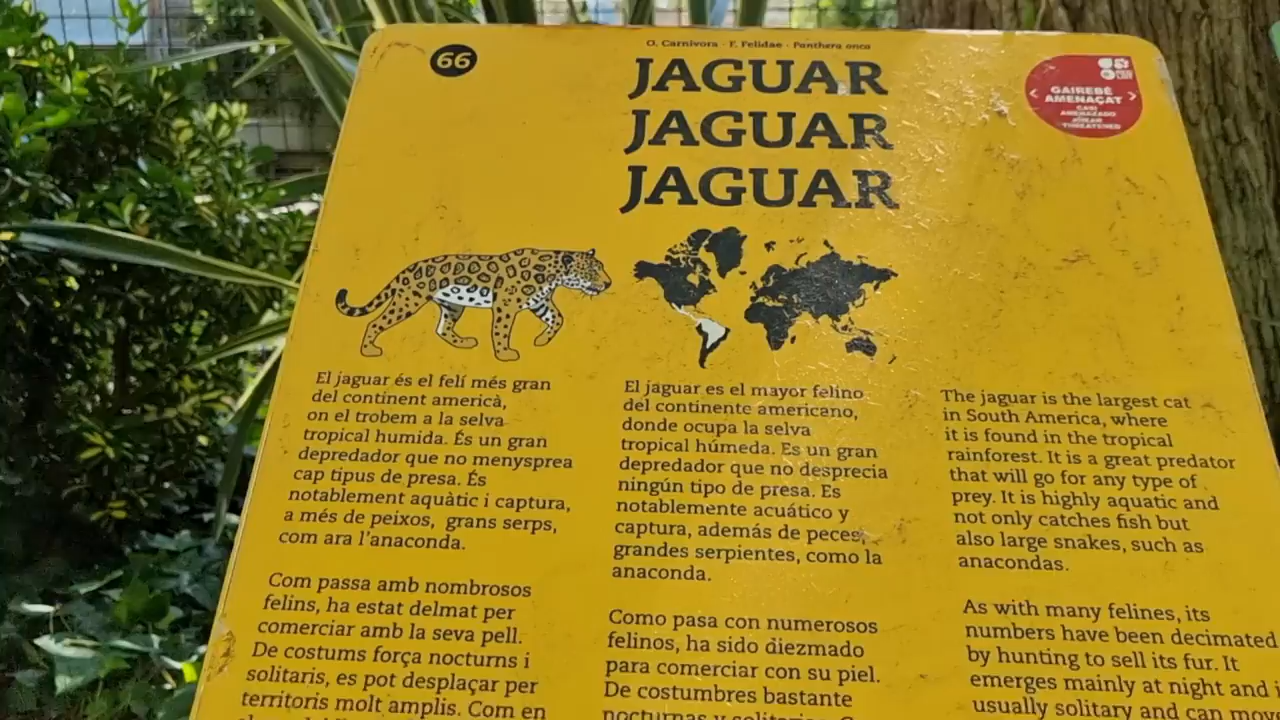 66
O. Carnivora · F. Felidae · Panthera onca
JAGUAR
JAGUAR
JAGUAR
GAIREBÉ
AMENAÇAT
CASI
AMENAZADO
NEAR
THREATENED
El jaguar és el felí més gran
del continent americà,
on el trobem a la selva
tropical humida. És un gran
depredador que no menysprea
cap tipus de presa. És
notablement aquàtic i captura,
a més de peixos, grans serps,
com ara l'anaconda.
Com passa amb nombrosos
felins, ha estat delmat per
comerciar amb la seva pell.
De costums força nocturns i
solitaris, es pot desplaçar per
territoris molt amplis. Com en
El jaguar es el mayor felino
del continente americano,
donde ocupa la selva
tropical húmeda. Es un gran
depredador que no desprecia
ningún tipo de presa. Es
notablemente acuático y
captura, además de peces,
grandes serpientes, como la
anaconda.
Como pasa con numerosos
felinos, ha sido diezmado
para comerciar con su piel.
De costumbres bastante
nocturnas y
The jaguar is the largest cat
in South America, where
it is found in the tropical
rainforest. It is a great predator
that will go for any type of
prey. It is highly aquatic and
not only catches fish but
also large snakes, such as
anacondas.
As with many felines, its
numbers have been decimated
by hunting to sell its fur. It
emerges mainly at night and i
usually solitary and can move